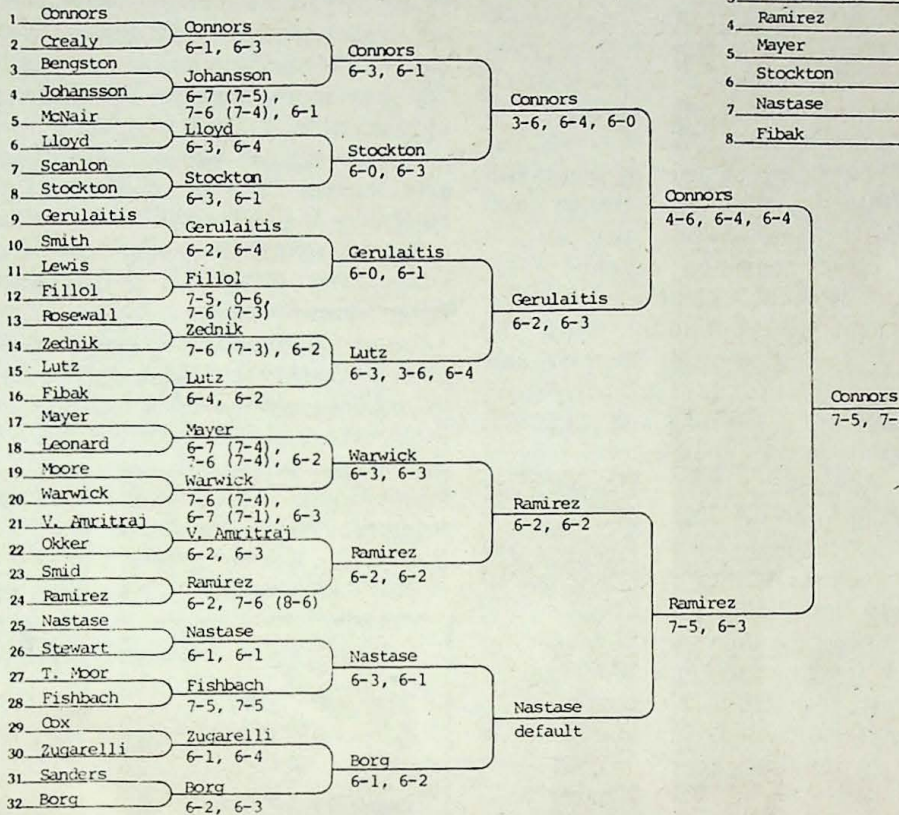 1 Connors
2 Crealy
3 Bengston
4 Johansson
5 McNair
6 Lloyd
7 Scanlon
8 Stockton
9 Gerulaitis
10 Smith
11 Lewis
12 Fillol
13 Rosewall
14 Zednik
15 Lutz
16 Fibak
17 Mayer
18 Leonard
19 Moore
20 Warwick
21 V. Amritraj
22 Okker
23 Smid
24 Ramirez
25 Nastase
26 Stewart
27 T. Moor
28 Fishbach
29 Cox
30 Zugarelli
31 Sanders
32 Borg
Connors
6-1, 6-3
Johansson
6-7 (7-5),
7-6 (7-4), 6-1
Lloyd
6-3, 6-4
Stockton
6-3, 6-1
Gerulaitis
6-2, 6-4
Fillol
7-5, 0-6,
7-6 (7-3)
Zednik
7-6 (7-3), 6-2
Lutz
6-4, 6-2
Mayer
6-7 (7-4),
7-6 (7-4), 6-2
Warwick
7-6 (7-4),
6-7 (7-1), 6-3
V. Amritraj
6-2, 6-3
Ramirez
6-2, 7-6 (8-6)
Nastase
6-1, 6-1
Fishbach
7-5, 7-5
Zugarelli
6-1, 6-4
Borg
6-2, 6-3
Connors
6-3, 6-1
Stockton
6-0, 6-3
Gerulaitis
6-0, 6-1
Lutz
6-3, 3-6, 6-4
Warwick
6-3, 6-3
Ramirez
6-2, 6-2
Nastase
6-3, 6-1
Borg
6-1, 6-2
Connors
3-6, 6-4, 6-0
Gerulaitis
6-2, 6-3
Ramirez
6-2, 6-2
Nastase
default
Connors
4-6, 6-4, 6-4
Ramirez
7-5, 6-3
Connors
7-5, 7-
4 Ramirez
5 Mayer
6 Stockton
7 Nastase
8 Fibak